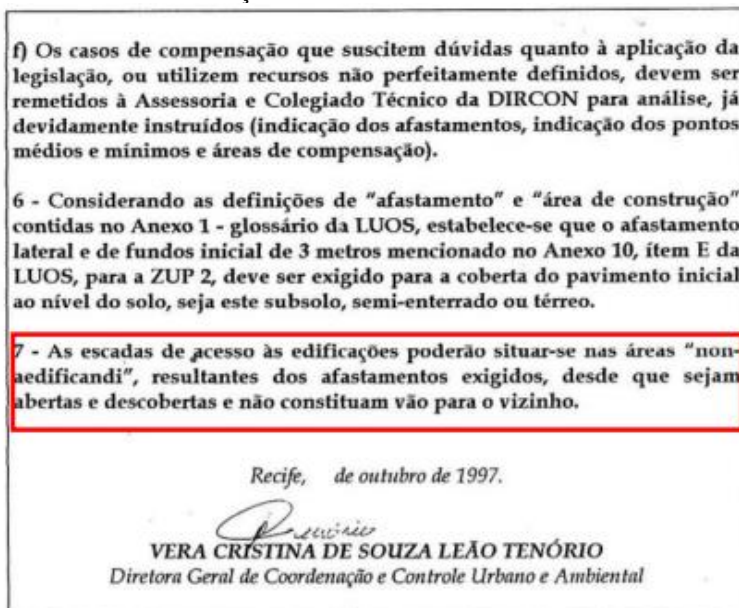 f) Os casos de compensação que suscitem dúvidas quanto à aplicação da
legislação, ou utilizem recursos não perfeitamente definidos, devem ser
remetidos à Assessoria e Colegiado Técnico da DIRCON para análise, já
devidamente instruídos (indicação dos afastamentos, indicação dos pontos
médios e mínimos e áreas de compensação).
6 - Considerando as definições de "afastamento" e "área de construção"
contidas no Anexo 1 - glossário da LUOS, estabelece-se que o afastamento
lateral e de fundos inicial de 3 metros mencionado no Anexo 10, ítem E da
LUOS, para a ZUP 2, deve ser exigido para a coberta do pavimento inicial
ao nível do solo, seja este subsolo, semi-enterrado ou térreo.
7 - As escadas de acesso às edificações poderão situar-se nas áreas "non-
aedificandi", resultantes dos afastamentos exigidos, desde que sejam
abertas e descobertas e não constituam vão para o vizinho.
Recife, de outubro de 1997.
VERA CRISTINA DE SOUZA LEÃO TENÓRIO
Diretora Geral de Coordenação e Controle Urbano e Ambiental